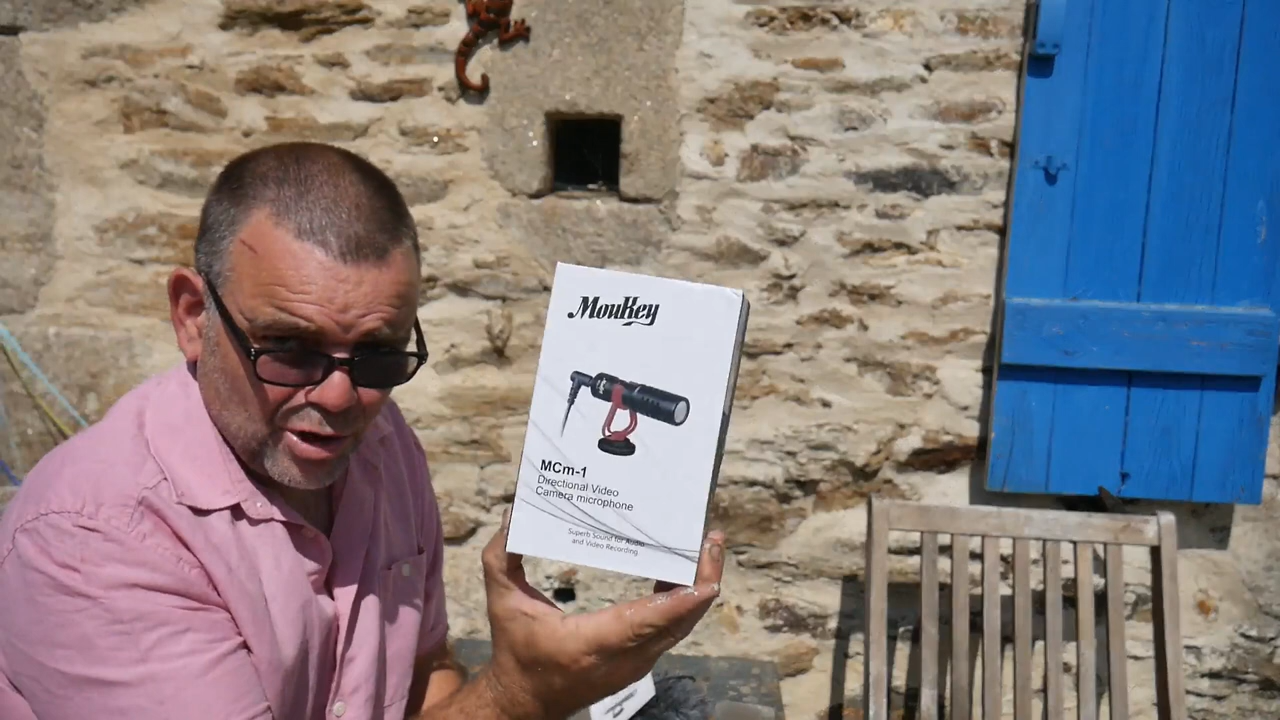 MouKey
MCm-1
Directional Video
Camera microphone
Superb Sound for Audio
and Video Recording